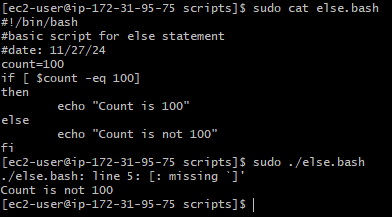 [ec2-user@ip-172-31-95-75 scripts]$ sudo cat else.bash
#!/bin/bash
#basic script for else statement
#date: 11/27/24
count=100
if [ $count -eq 100]
then
        echo "Count is 100"
else
        echo "Count is not 100"
fi
[ec2-user@ip-172-31-95-75 scripts]$ sudo ./else.bash
./else.bash: line 5: [: missing `]'
Count is not 100
[ec2-user@ip-172-31-95-75 scripts]$